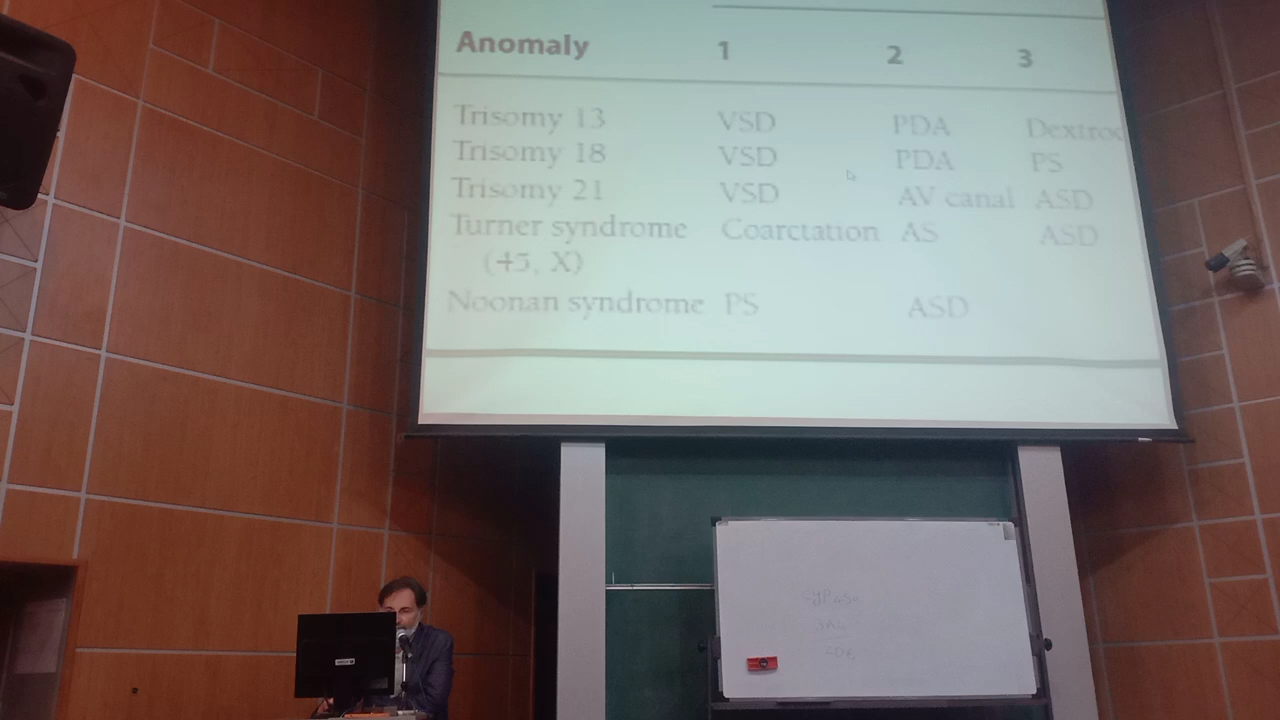 Anomaly 1 2 3
Trisomy 13 VSD PDA Dextroc
Trisomy 18 VSD PDA PS
Trisomy 21 VSD AV canal ASD
Turner syndrome Coarctation AS ASD
(45, X)
Noonan syndrome PS ASD